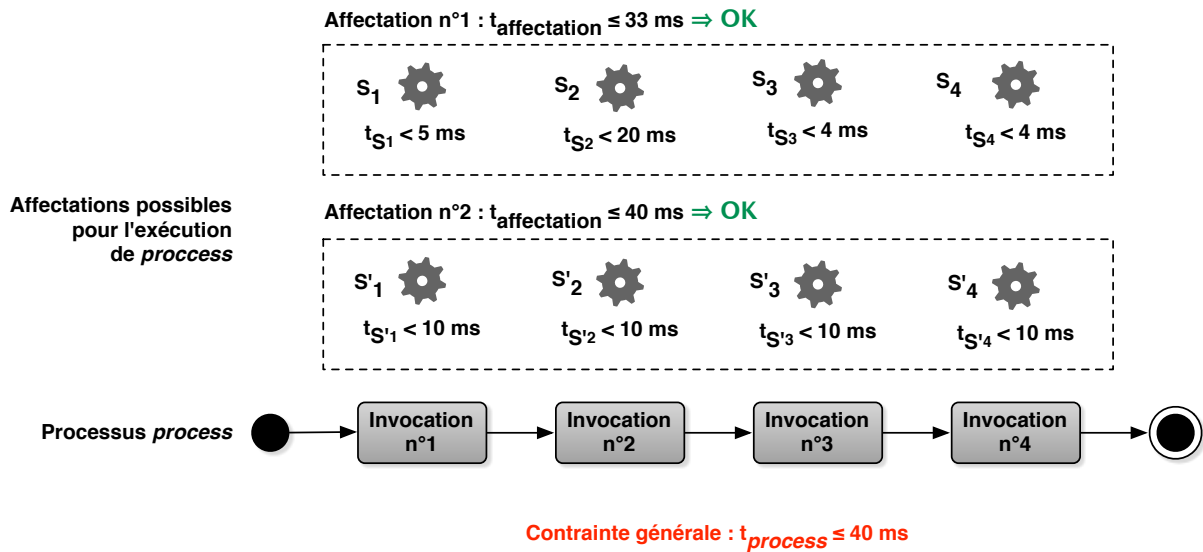 Affectation n°1 : taffectation ≤ 33 ms ⇒ OK
S1
S2
S3
S4
tS1 < 5 ms
tS2 < 20 ms
tS3 < 4 ms
tS4 < 4 ms
Affectations possibles
pour l'exécution
de proccess
Affectation n°2 : taffectation ≤ 40 ms ⇒ OK
S'1
S'2
S'3
S'4
tS'1 < 10 ms
tS'2 < 10 ms
tS'3 < 10 ms
tS'4 < 10 ms
Processus process
Invocation
n°1
Invocation
n°2
Invocation
n°3
Invocation
n°4
Contrainte générale : tprocess ≤ 40 ms